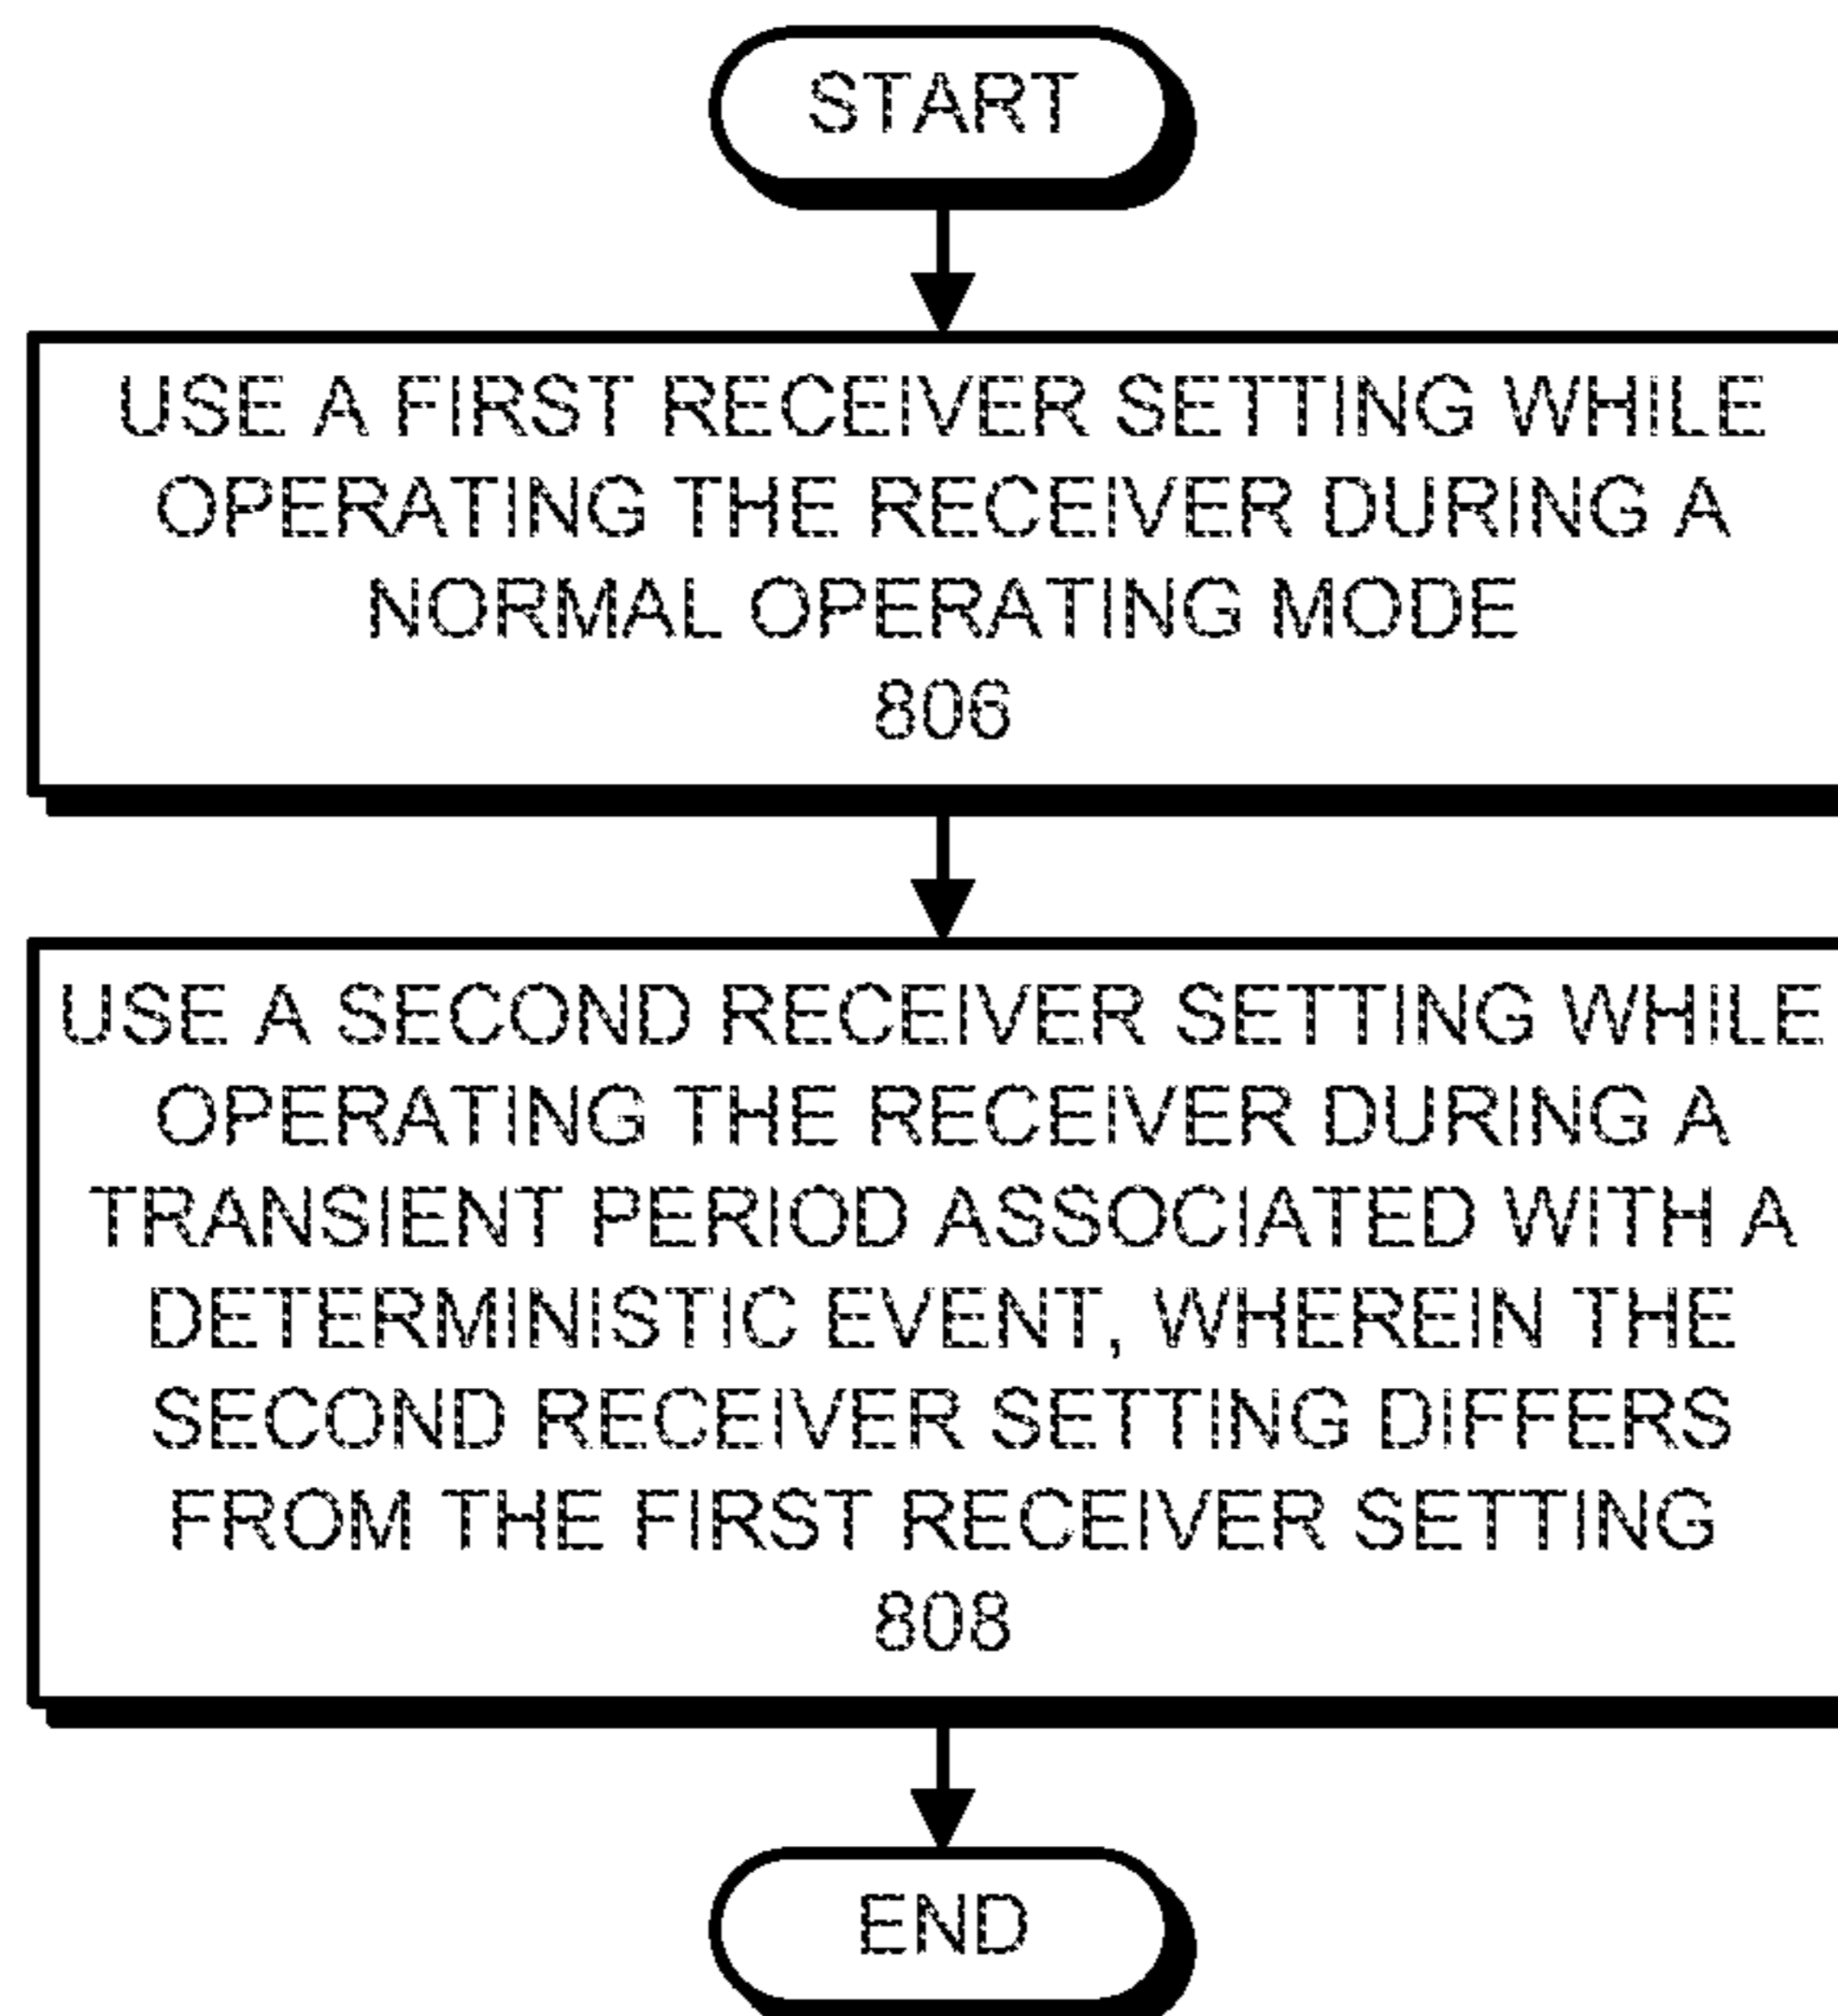 START
USE A FIRST RECEIVER SETTING WHILE
OPERATING THE RECEIVER DURING A
NORMAL OPERATING MODE
806
USE A SECOND RECEIVER SETTING WHILE
OPERATING THE RECEIVER DURING A
TRANSIENT PERIOD ASSOCIATED WITH A
DETERMINISTIC EVENT, WHEREIN THE
SECOND RECEIVER SETTING DIFFERS
FROM THE FIRST RECEIVER SETTING
808
END